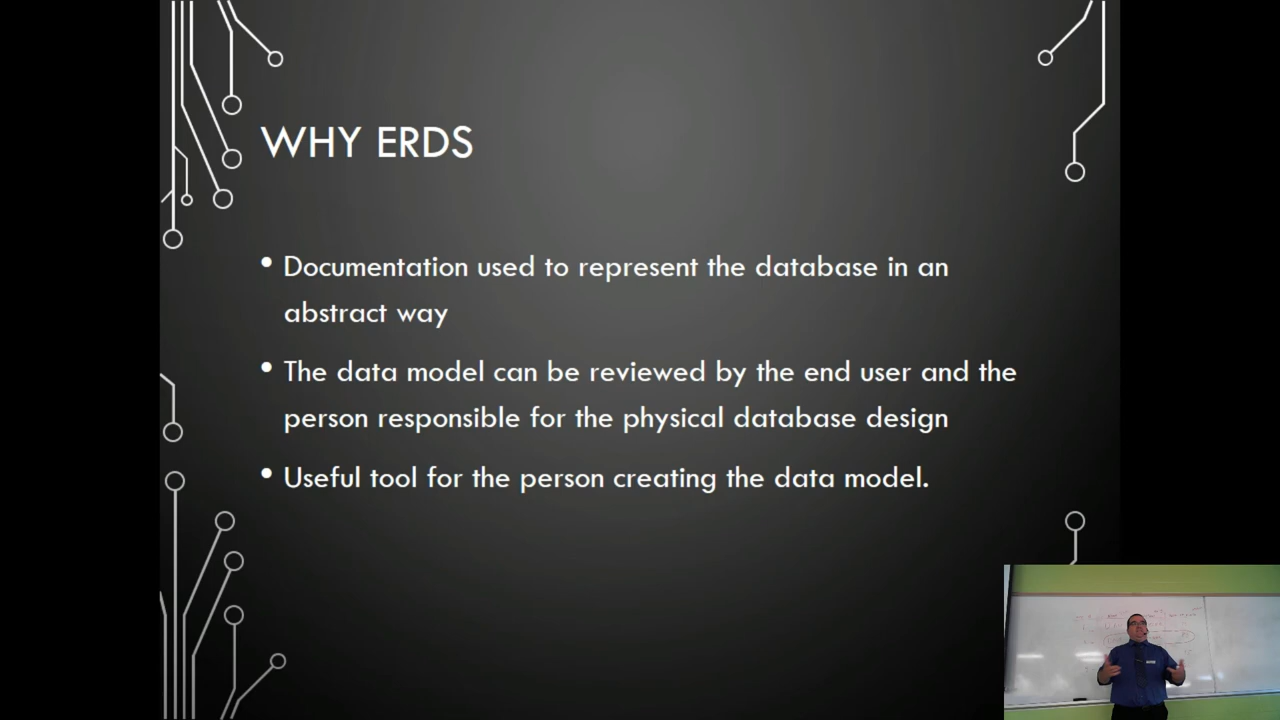 WHY ERDS
• Documentation used to represent the database in an
abstract way
• The data model can be reviewed by the end user and the
person responsible for the physical database design
• Useful tool for the person creating the data model.